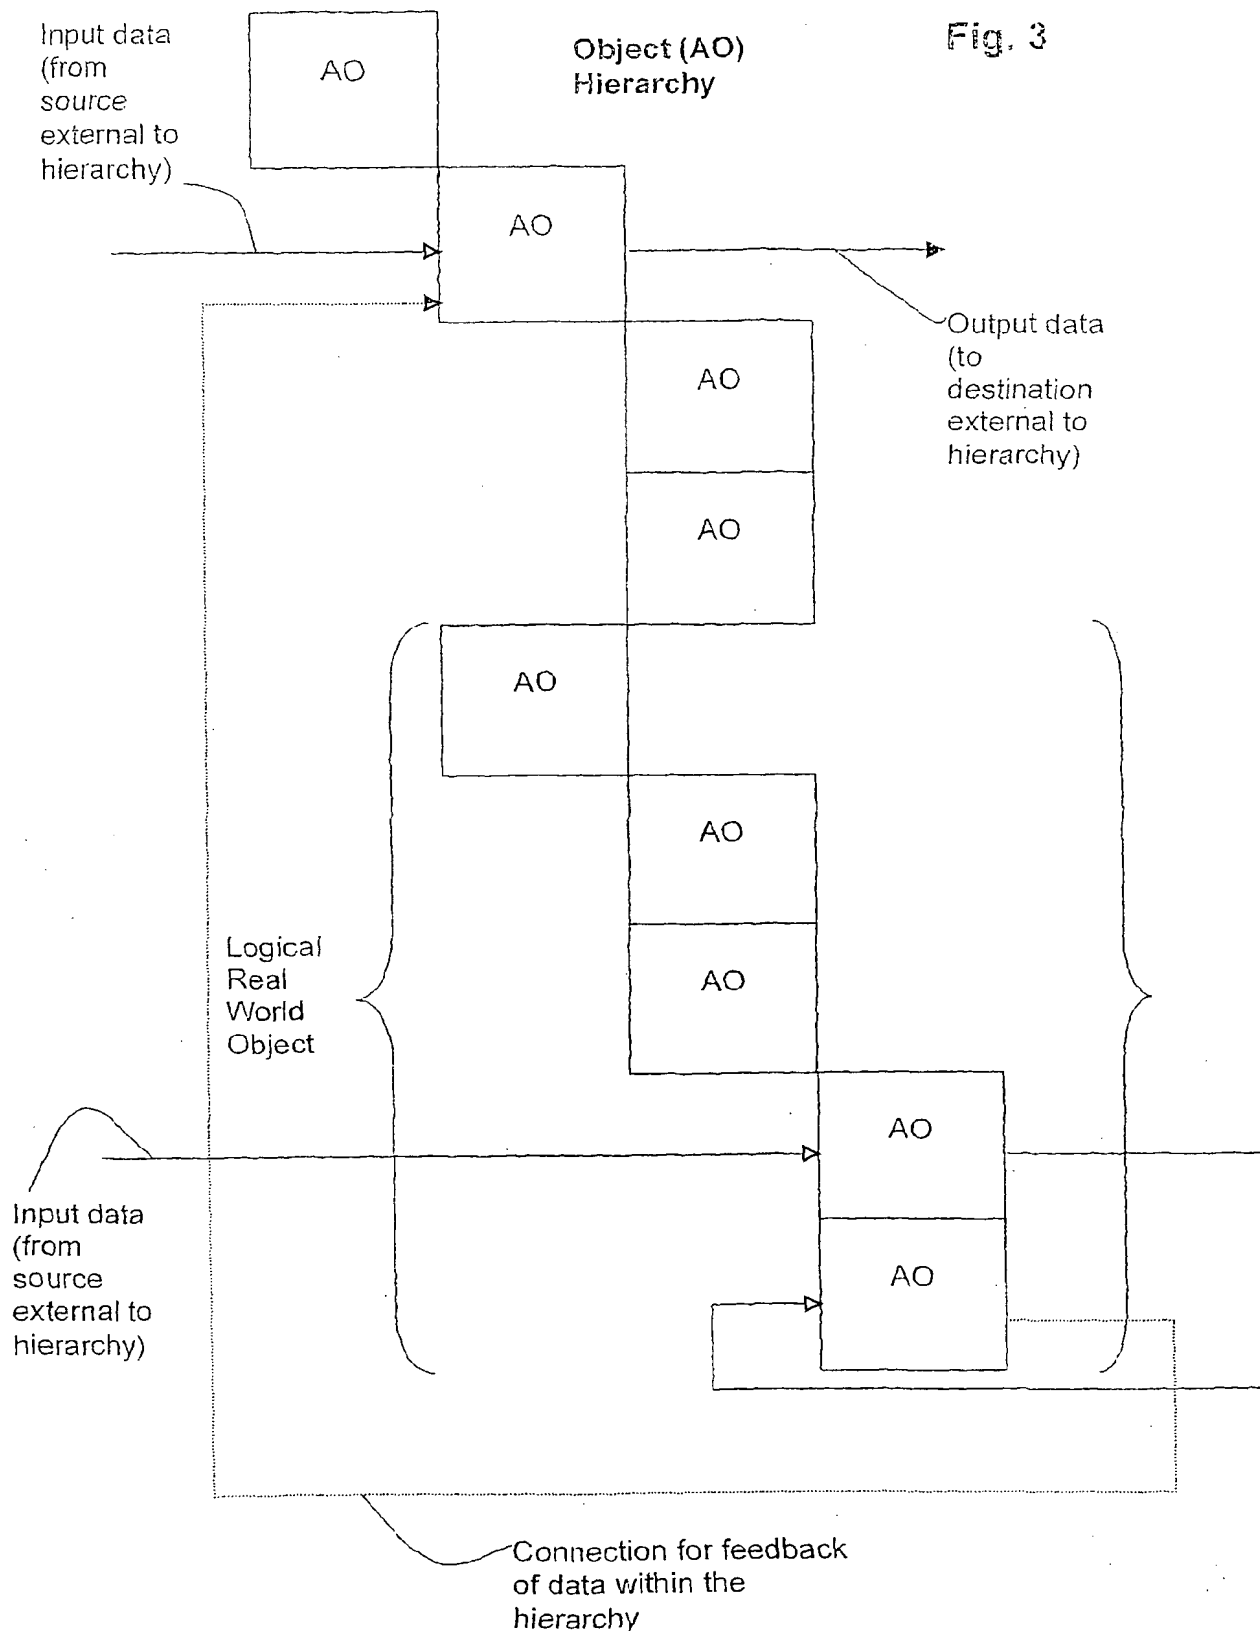 Fig. 3
Object (AO)
Hierarchy
Input data
(from
source
external to
hierarchy)
AO
AO
Output data
(to
destination
external to
hierarchy)
AO
AO
AO
AO
Logical
Real
World
Object
AO
AO
Input data
(from
source
external to
hierarchy)
AO
Connection for feedback
of data within the
hierarchy